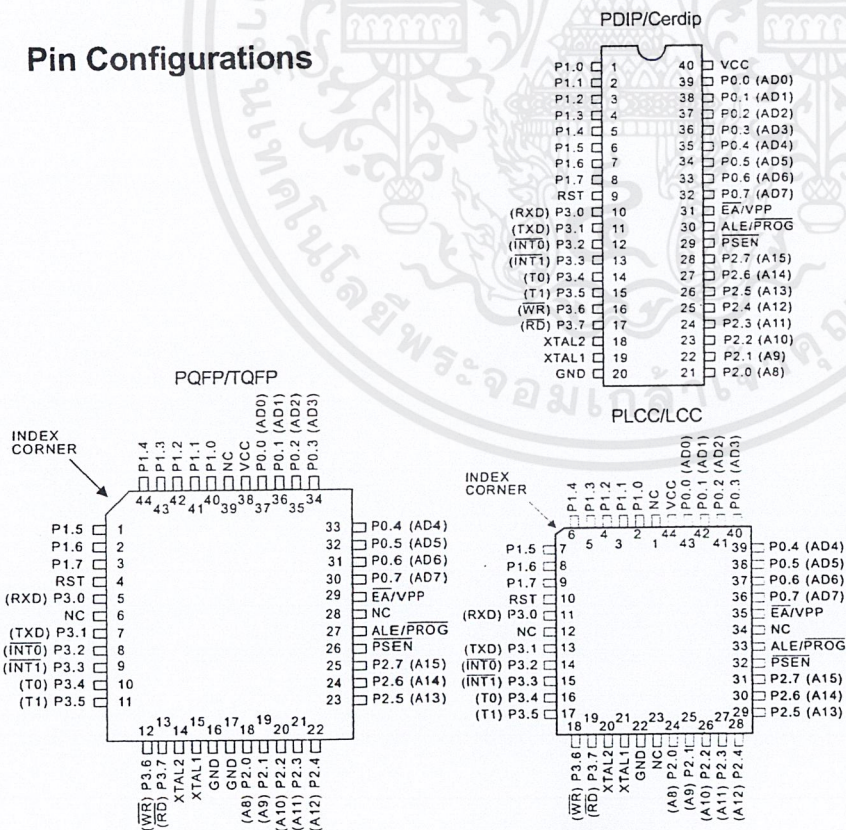 Pin Configurations
PDIP/Cerdip
P1.0 1 40 VCC
P1.1 2 39 P0.0 (AD0)
P1.2 3 38 P0.1 (AD1)
P1.3 4 37 P0.2 (AD2)
P1.4 5 36 P0.3 (AD3)
P1.5 6 35 P0.4 (AD4)
P1.6 7 34 P0.5 (AD5)
P1.7 8 33 P0.6 (AD6)
RST 9 32 P0.7 (AD7)
(RXD) P3.0 10 31 E̅A̅/VPP
(TXD) P3.1 11 30 ALE/P̅R̅O̅G̅
(I̅N̅T̅0̅) P3.2 12 29 P̅S̅E̅N̅
(I̅N̅T̅1̅) P3.3 13 28 P2.7 (A15)
(T0) P3.4 14 27 P2.6 (A14)
(T1) P3.5 15 26 P2.5 (A13)
(W̅R̅) P3.6 16 25 P2.4 (A12)
(R̅D̅) P3.7 17 24 P2.3 (A11)
XTAL2 18 23 P2.2 (A10)
XTAL1 19 22 P2.1 (A9)
GND 20 21 P2.0 (A8)
PQFP/TQFP
INDEX
CORNER
P1.4 P1.3 P1.2 P1.1 P1.0 NC VCC P0.0 (AD0) P0.1 (AD1) P0.2 (AD2) P0.3 (AD3)
44 43 42 41 40 39 38 37 36 35 34
P1.5 1 33 P0.4 (AD4)
P1.6 2 32 P0.5 (AD5)
P1.7 3 31 P0.6 (AD6)
RST 4 30 P0.7 (AD7)
(RXD) P3.0 5 29 E̅A̅/VPP
NC 6 28 NC
(TXD) P3.1 7 27 ALE/P̅R̅O̅G̅
(I̅N̅T̅0̅) P3.2 8 26 P̅S̅E̅N̅
(I̅N̅T̅1̅) P3.3 9 25 P2.7 (A15)
(T0) P3.4 10 24 P2.6 (A14)
(T1) P3.5 11 23 P2.5 (A13)
12 13 14 15 16 17 18 19 20 21 22
(W̅R̅) P3.6 (R̅D̅) P3.7 XTAL2 XTAL1 GND GND (A8) P2.0 (A9) P2.1 (A10) P2.2 (A11) P2.3 (A12) P2.4
PLCC/LCC
INDEX
CORNER
P1.4 P1.3 P1.2 P1.1 P1.0 NC VCC P0.0 (AD0) P0.1 (AD1) P0.2 (AD2) P0.3 (AD3)
6 5 4 3 2 1 44 43 42 41 40
P1.5 7 39 P0.4 (AD4)
P1.6 8 38 P0.5 (AD5)
P1.7 9 37 P0.6 (AD6)
RST 10 36 P0.7 (AD7)
(RXD) P3.0 11 35 E̅A̅/VPP
NC 12 34 NC
(TXD) P3.1 13 33 ALE/P̅R̅O̅G̅
(I̅N̅T̅0̅) P3.2 14 32 P̅S̅E̅N̅
(I̅N̅T̅1̅) P3.3 15 31 P2.7 (A15)
(T0) P3.4 16 30 P2.6 (A14)
(T1) P3.5 17 29 P2.5 (A13)
18 19 20 21 22 23 24 25 26 27 28
(W̅R̅) P3.6 (R̅D̅) P3.7 XTAL2 XTAL1 GND NC (A8) P2.0 (A9) P2.1 (A10) P2.2 (A11) P2.3 (A12) P2.4